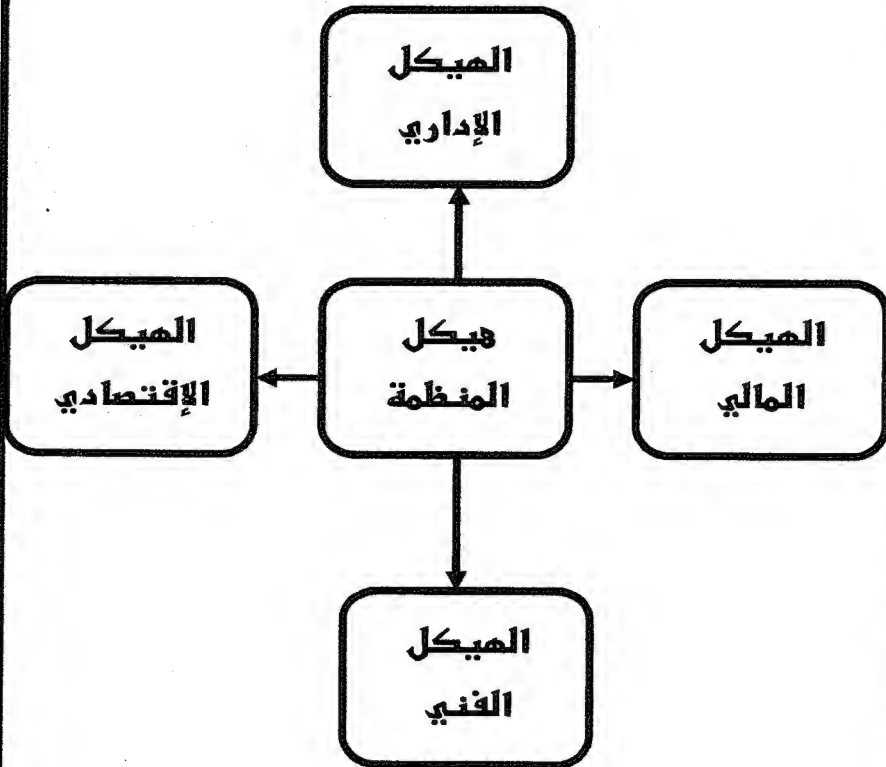 الهيكل
الإداري
الهيكل
المالي
هيكل
المنظمة
الهيكل
الإقتصادي
الهيكل
الفني